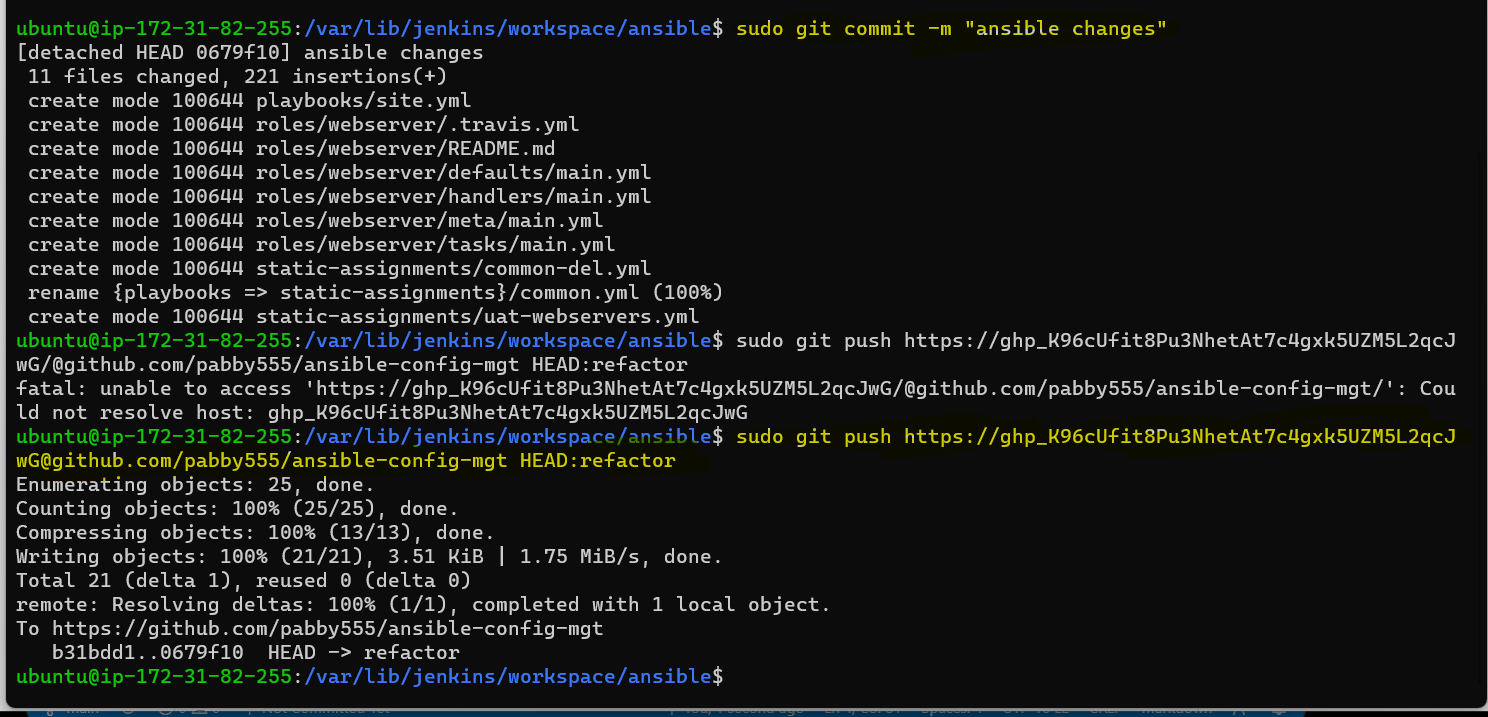 ubuntu@ip-172-31-82-255:/var/lib/jenkins/workspace/ansible$ sudo git commit -m "ansible changes"
[detached HEAD 0679f10] ansible changes
 11 files changed, 221 insertions(+)
 create mode 100644 playbooks/site.yml
 create mode 100644 roles/webserver/.travis.yml
 create mode 100644 roles/webserver/README.md
 create mode 100644 roles/webserver/defaults/main.yml
 create mode 100644 roles/webserver/handlers/main.yml
 create mode 100644 roles/webserver/meta/main.yml
 create mode 100644 roles/webserver/tasks/main.yml
 create mode 100644 static-assignments/common-del.yml
 rename {playbooks => static-assignments}/common.yml (100%)
 create mode 100644 static-assignments/uat-webservers.yml
ubuntu@ip-172-31-82-255:/var/lib/jenkins/workspace/ansible$ sudo git push https://ghp_K96cUfit8Pu3NhetAt7c4gxk5UZM5L2qcJ
wG/@github.com/pabby555/ansible-config-mgt HEAD:refactor
fatal: unable to access 'https://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/@github.com/pabby555/ansible-config-mgt/': Cou
ld not resolve host: 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
ubuntu@ip-172-31-82-255:/var/lib/jenkins/workspace/ansible$ sudo git push https://ghp_K96cUfit8Pu3NhetAt7c4gxk5UZM5L2qcJ
wG@github.com/pabby555/ansible-config-mgt HEAD:refactor
Enumerating objects: 25, done.
Counting objects: 100% (25/25), done.
Compressing objects: 100% (13/13), done.
Writing objects: 100% (21/21), 3.51 KiB | 1.75 MiB/s, done.
Total 21 (delta 1), reused 0 (delta 0)
remote: Resolving deltas: 100% (1/1), completed with 1 local object.
To https://github.com/pabby555/ansible-config-mgt
   b31bdd1..0679f10  HEAD -> refactor
ubuntu@ip-172-31-82-255:/var/lib/jenkins/workspace/ansible$